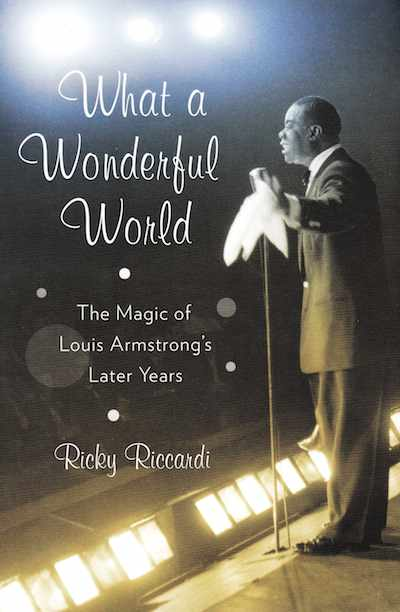 What a
Wonderful
World
The Magic of
Louis Armstrong's
Later Years
Ricky Riccardi